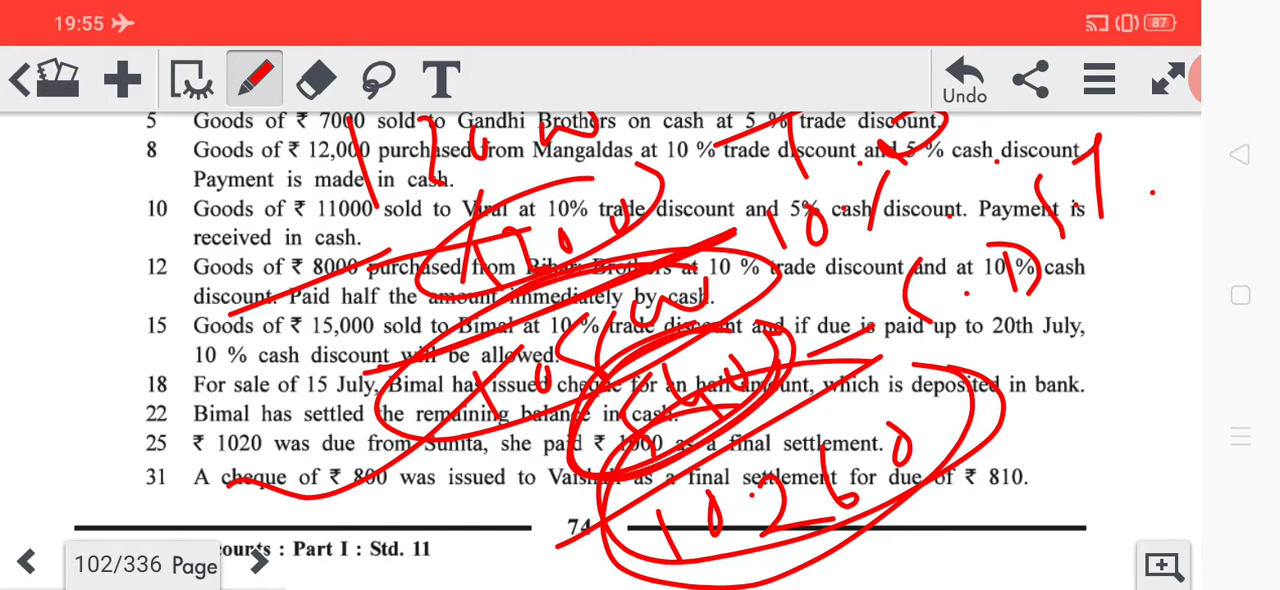 19:55
87
T
Undo
5 Goods of ₹ 7000 sold to Gandhi Brothers on cash at 5 % trade discount.
8 Goods of ₹ 12,000 purchased from Mangaldas at 10 % trade discount and 5 % cash discount.
Payment is made in cash.
10 Goods of ₹ 11000 sold to Viral at 10% trade discount and 5% cash discount. Payment is
received in cash.
12 Goods of ₹ 8000 purchased from Bihari Brothers at 10 % trade discount and at 10 % cash
discount. Paid half the amount immediately by cash.
15 Goods of ₹ 15,000 sold to Bimal at 10 % trade discount and if due is paid up to 20th July,
10 % cash discount will be allowed.
18 For sale of 15 July, Bimal has issued cheque for an half amount, which is deposited in bank.
22 Bimal has settled the remaining balance in cash.
25 ₹ 1020 was due from Sunita, she paid ₹ 1000 as a final settlement.
31 A cheque of ₹ 800 was issued to Vaishali as a final settlement for due of ₹ 810.
540
10260
74
counts : Part I : Std. 11
102/336 Page